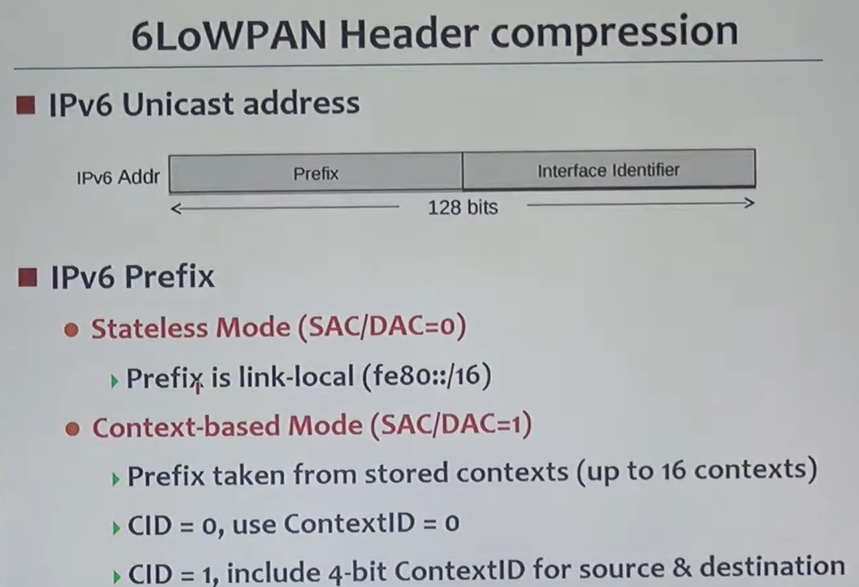 6LoWPAN Header compression
IPv6 Unicast address
IPv6 Addr Prefix Interface Identifier
128 bits
IPv6 Prefix
Stateless Mode (SAC/DAC=0)
Prefix is link-local (fe80::/16)
Context-based Mode (SAC/DAC=1)
Prefix taken from stored contexts (up to 16 contexts)
CID = 0, use ContextID = 0
CID = 1, include 4-bit ContextID for source & destination